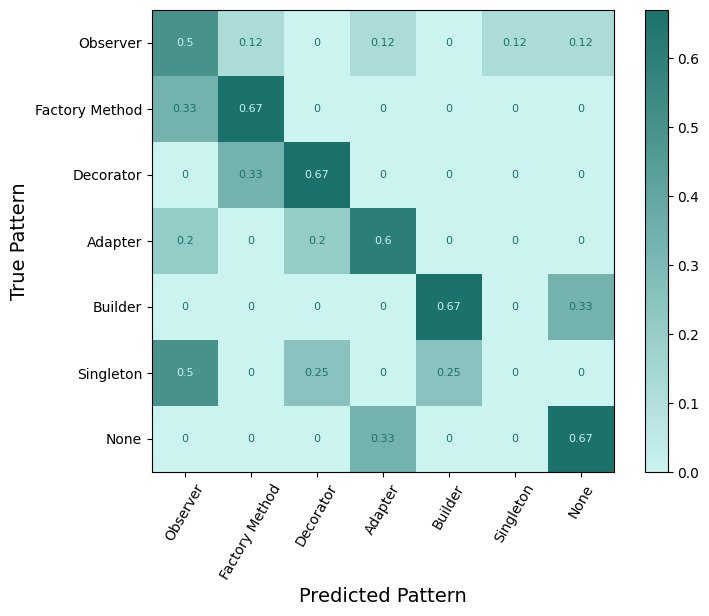 Observer 0.5 0.12 0 0.12 0 0.12 0.12
Factory Method 0.33 0.67 0 0 0 0 0
Decorator 0 0.33 0.67 0 0 0 0
Adapter 0.2 0 0.2 0.6 0 0 0
Builder 0 0 0 0 0.67 0 0.33
Singleton 0.5 0 0.25 0 0.25 0 0
None 0 0 0 0.33 0 0 0.67
True Pattern
Observer Factory Method Decorator Adapter Builder Singleton None
Predicted Pattern
0.6
0.5
0.4
0.3
0.2
0.1
0.0